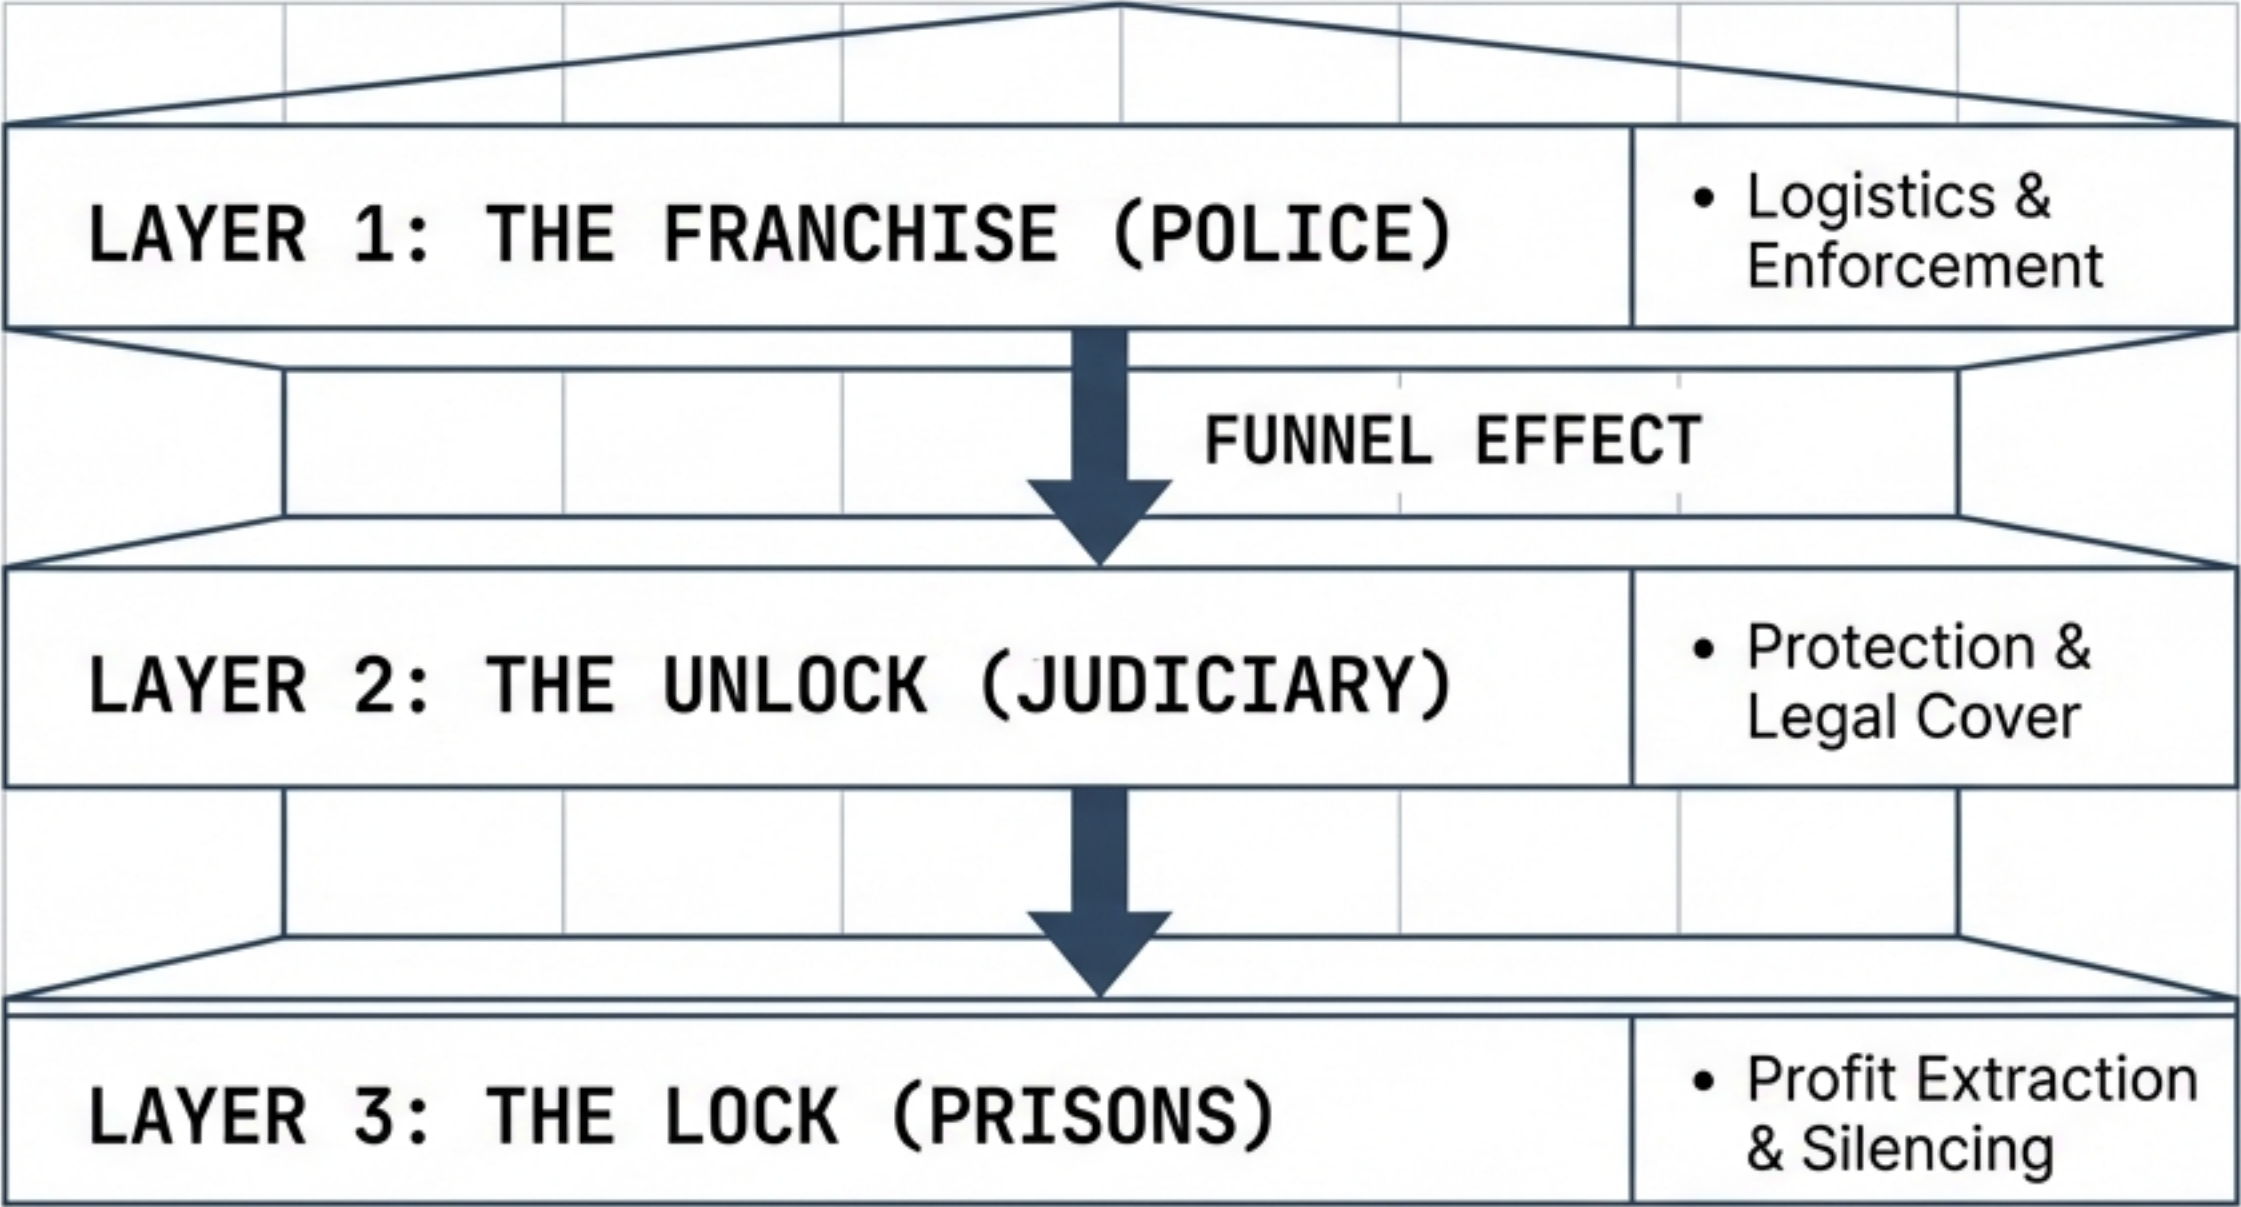 LAYER 1: THE FRANCHISE (POLICE)
• Logistics &
Enforcement
FUNNEL EFFECT
LAYER 2: THE UNLOCK (JUDICIARY)
• Protection &
Legal Cover
LAYER 3: THE LOCK (PRISONS)
• Profit Extraction
& Silencing